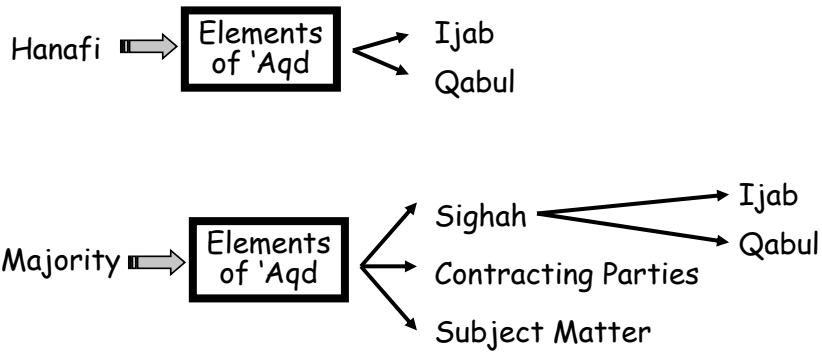 Hanafi
Elements
of ‘Aqd
Ijab
Qabul
Majority
Elements
of ‘Aqd
Sighah
Ijab
Qabul
Contracting Parties
Subject Matter